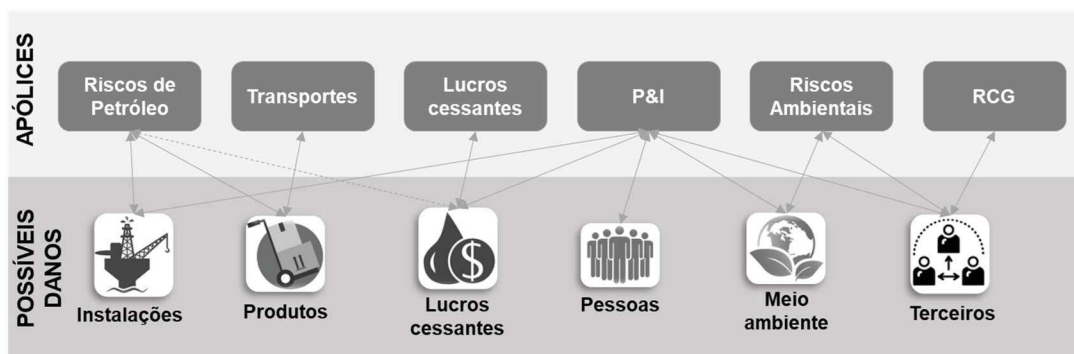 APÓLICES
Riscos de
Petróleo
Transportes
Lucros
cessantes
P&I
Riscos
Ambientais
RCG
POSSÍVEIS
DANOS
Instalações
Produtos
$
Lucros
cessantes
Pessoas
Meio
ambiente
Terceiros